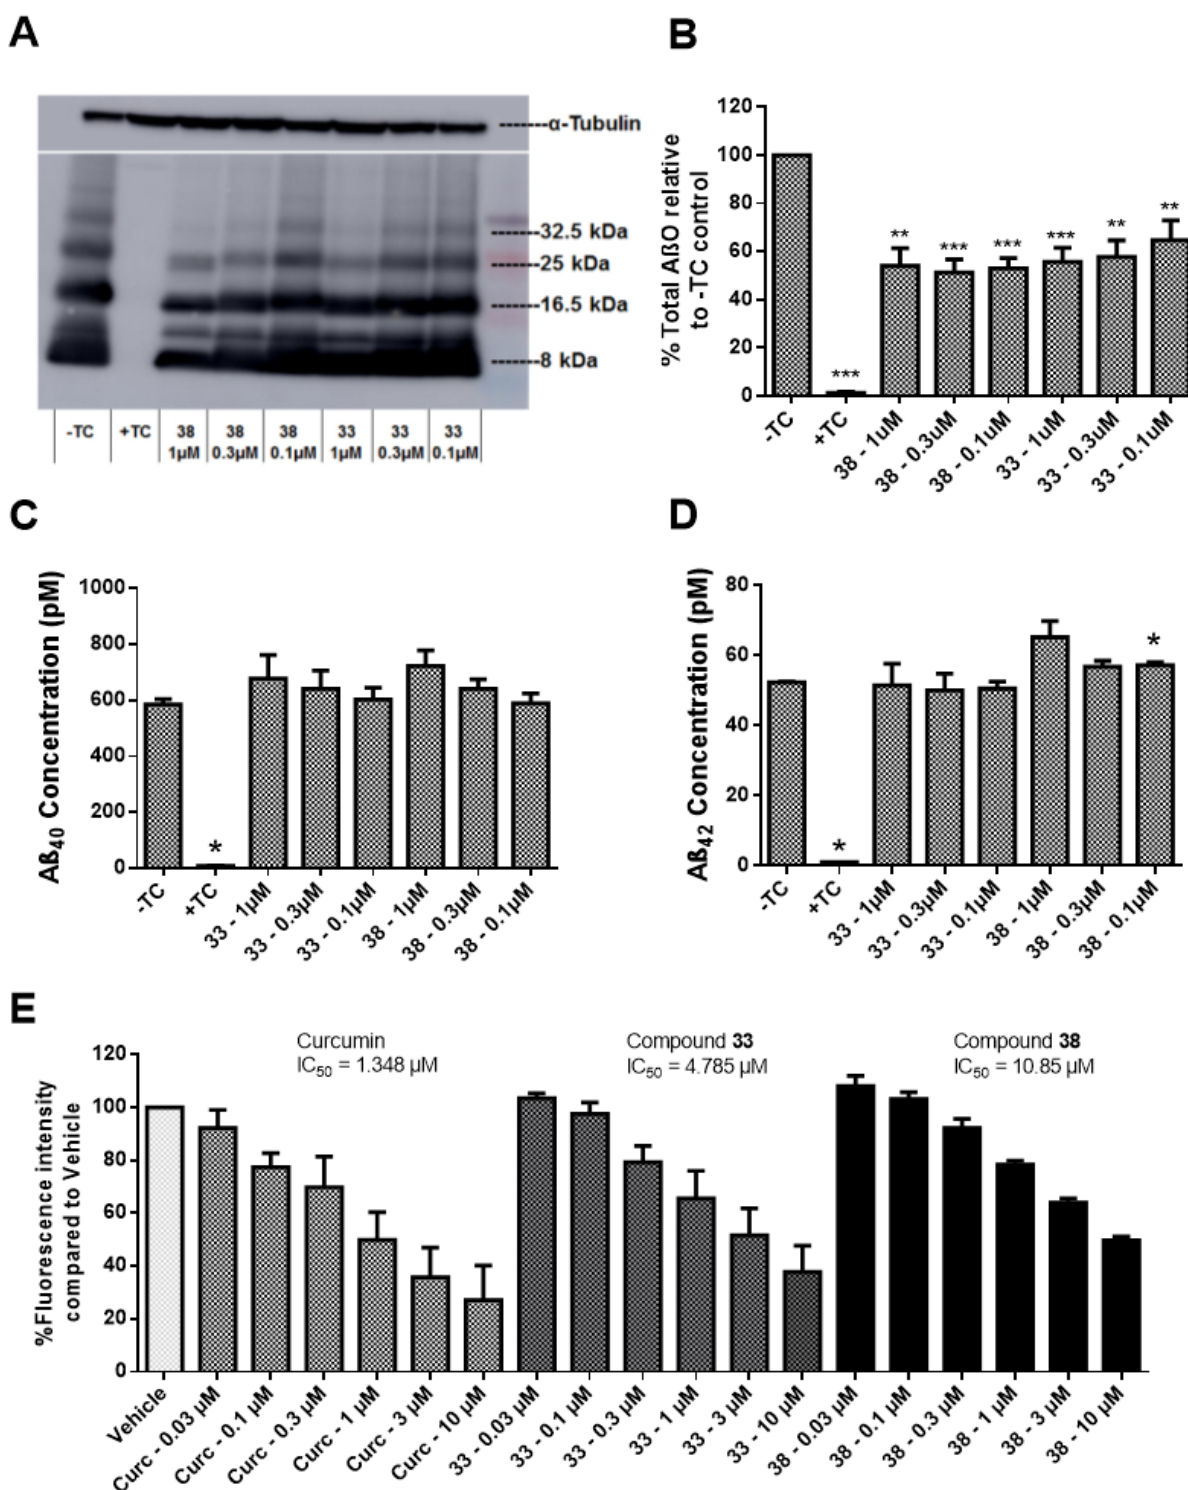 A
-------α-Tubulin
-----32.5 kDa
------25 kDa
------16.5 kDa
------8 kDa
-TC +TC 38 38 38 33 33 33
1µM 0.3µM 0.1µM 1µM 0.3µM 0.1µM
B
% Total AßO relative
to -TC control
120
100
80
60
40
20
0
*** ** *** *** *** ** **
-TC
+TC
38 - 1uM
38 - 0.3uM
38 - 0.1uM
33 - 1uM
33 - 0.3uM
33 - 0.1uM
C
Aß40 Concentration (pM)
1000
800
600
400
200
0
*
-TC
+TC
33 - 1µM
33 - 0.3µM
33 - 0.1µM
38 - 1µM
38 - 0.3µM
38 - 0.1µM
D
Aß42 Concentration (pM)
80
60
40
20
0
* *
-TC
+TC
33 - 1µM
33 - 0.3µM
33 - 0.1µM
38 - 1µM
38 - 0.3µM
38 - 0.1µM
E
%Fluorescence intensity
compared to Vehicle
120
100
80
60
40
20
0
Curcumin
IC50 = 1.348 µM
Compound 33
IC50 = 4.785 µM
Compound 38
IC50 = 10.85 µM
Vehicle
Curc - 0.03 µM
Curc - 0.1 µM
Curc - 0.3 µM
Curc - 1 µM
Curc - 3 µM
Curc - 10 µM
33 - 0.03 µM
33 - 0.1 µM
33 - 0.3 µM
33 - 1 µM
33 - 3 µM
33 - 10 µM
38 - 0.03 µM
38 - 0.1 µM
38 - 0.3 µM
38 - 1 µM
38 - 3 µM
38 - 10 µM